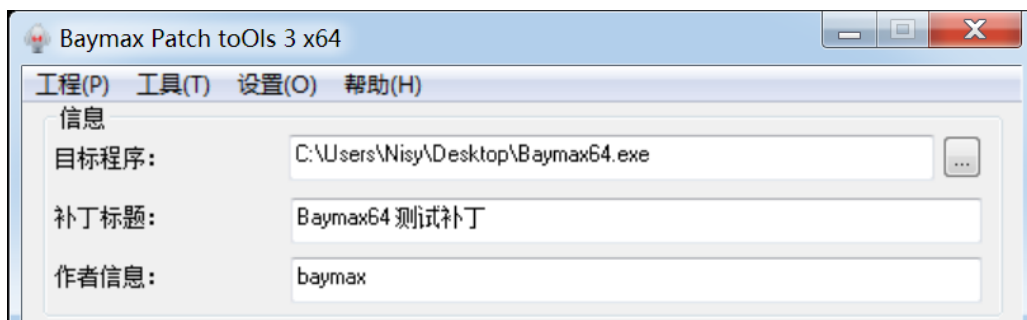 Baymax Patch toOls 3 x64
工程(P) 工具(T) 设置(O) 帮助(H)
信息
目标程序: C:\Users\Nisy\Desktop\Baymax64.exe ...
补丁标题: Baymax64 测试补丁
作者信息: baymax